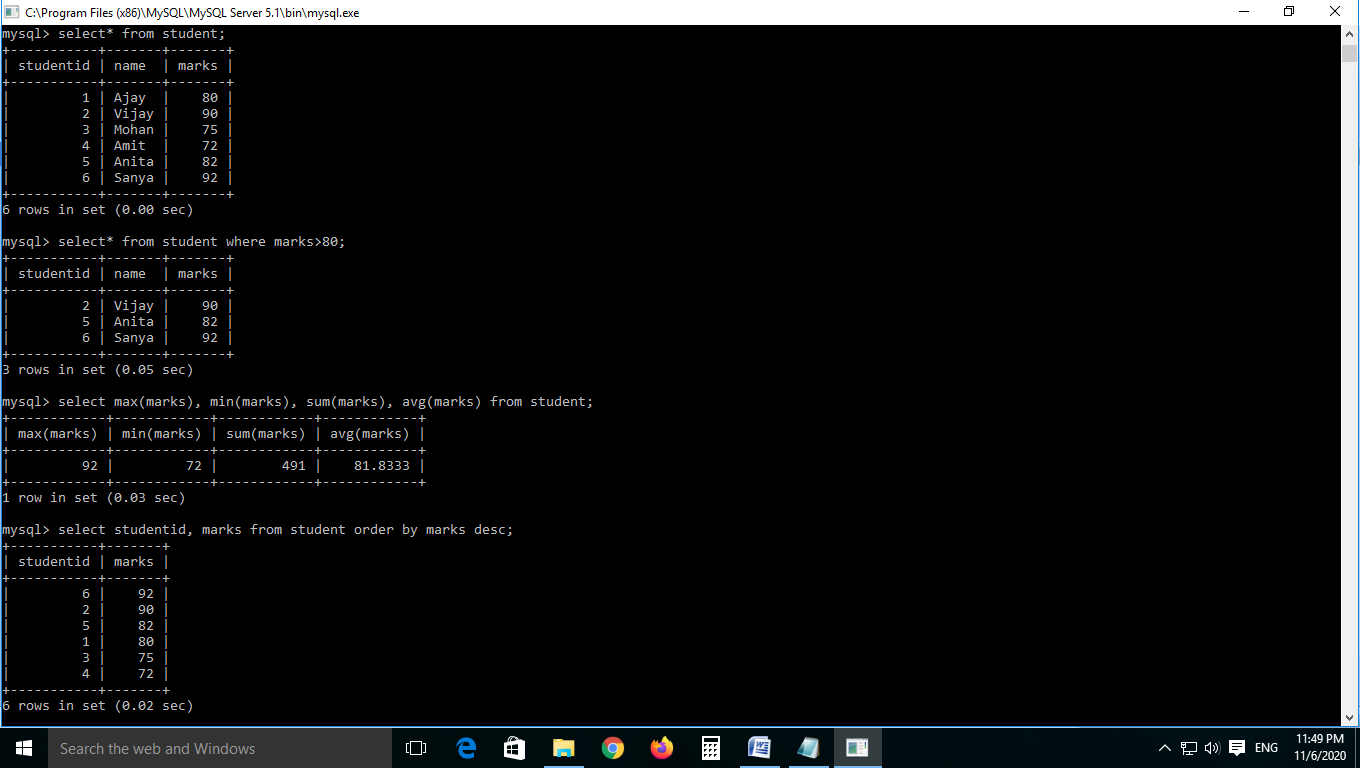 C:\Program Files (x86)\MySQL\MySQL Server 5.1\bin\mysql.exe
mysql> select* from student;
+-----------+-------+-------+
| studentid | name  | marks |
+-----------+-------+-------+
|         1 | Ajay  |    80 |
|         2 | Vijay |    90 |
|         3 | Mohan |    75 |
|         4 | Amit  |    72 |
|         5 | Anita |    82 |
|         6 | Sanya |    92 |
+-----------+-------+-------+
6 rows in set (0.00 sec)
mysql> select* from student where marks>80;
+-----------+-------+-------+
| studentid | name  | marks |
+-----------+-------+-------+
|         2 | Vijay |    90 |
|         5 | Anita |    82 |
|         6 | Sanya |    92 |
+-----------+-------+-------+
3 rows in set (0.05 sec)
mysql> select max(marks), min(marks), sum(marks), avg(marks) from student;
+------------+------------+------------+------------+
| max(marks) | min(marks) | sum(marks) | avg(marks) |
+------------+------------+------------+------------+
|         92 |         72 |        491 |    81.8333 |
+------------+------------+------------+------------+
1 row in set (0.03 sec)
mysql> select studentid, marks from student order by marks desc;
+-----------+-------+
| studentid | marks |
+-----------+-------+
|         6 |    92 |
|         2 |    90 |
|         5 |    82 |
|         1 |    80 |
|         3 |    75 |
|         4 |    72 |
+-----------+-------+
6 rows in set (0.02 sec)
Search the web and Windows
ENG
11:49 PM
11/6/2020